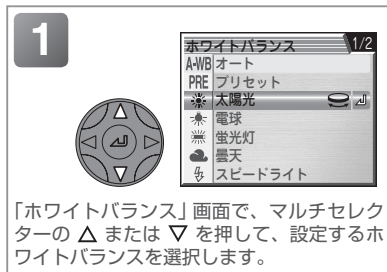 1
ホワイトバランス 1/2
A-WB オート
PRE プリセット
太陽光
電球
蛍光灯
曇天
スピードライト
「ホワイトバランス」画面で、マルチセレク
ターの △ または ▽ を押して、設定するホ
ワイトバランスを選択します。